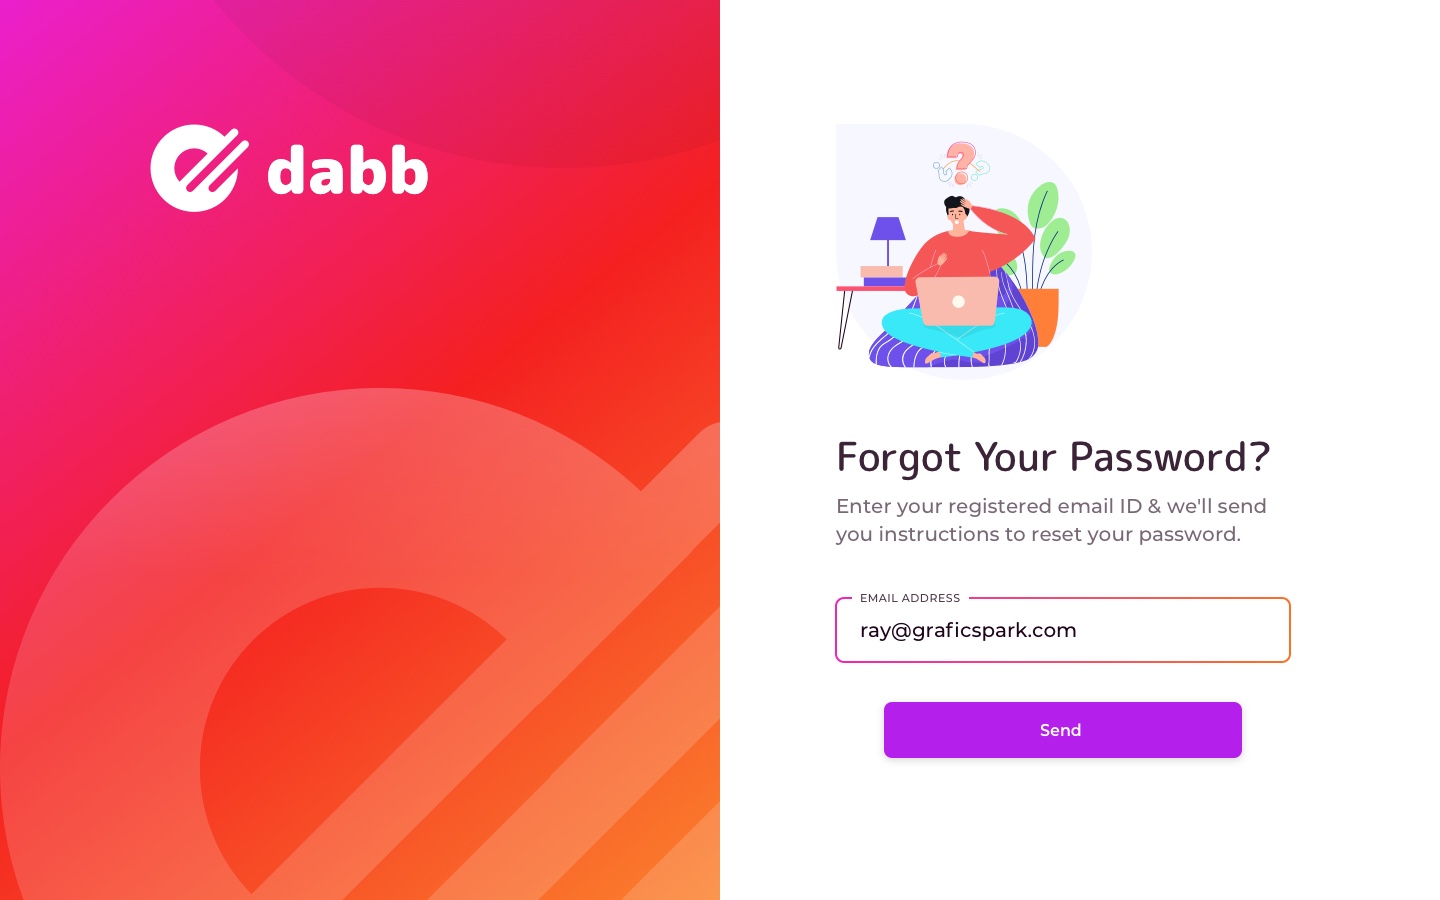 dabb
?
Forgot Your Password?
Enter your registered email ID & we'll send
you instructions to reset your password.
EMAIL ADDRESS
ray@graficspark.com
Send